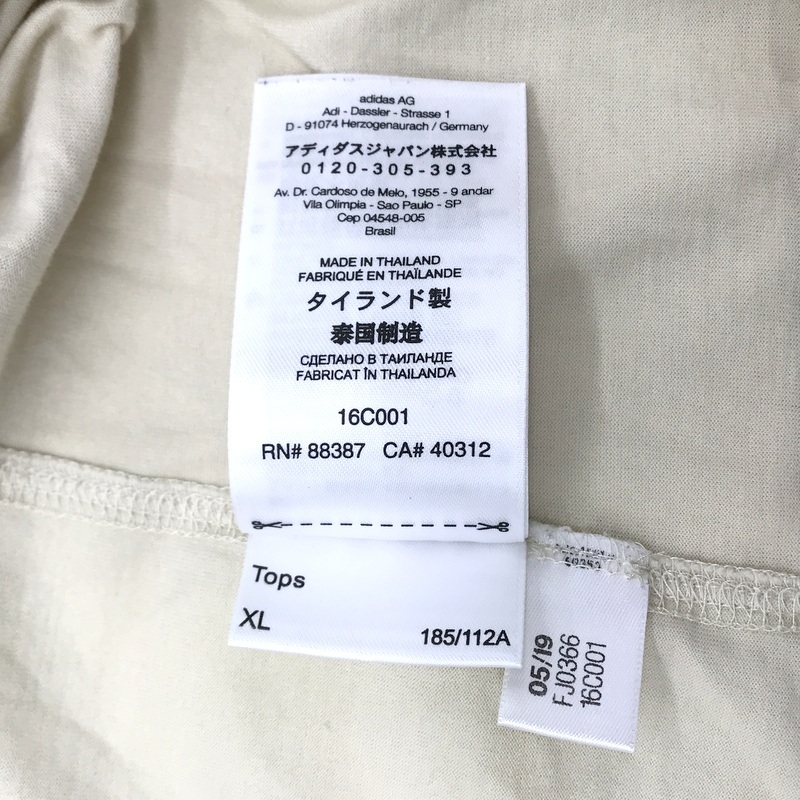 adidas AG
Adi - Dassler - Strasse 1
D - 91074 Herzogenaurach / Germany
アディダスジャパン株式会社
0120-305-393
Av. Dr. Cardoso de Melo, 1955 - 9 andar
Vila Olimpia - Sao Paulo - SP
Cep 04548-005
Brasil
MADE IN THAILAND
FABRIQUÉ EN THAÏLANDE
タイランド製
泰国制造
СДЕЛАНО В ТАИЛАНДЕ
FABRICAT ÎN THAILANDA
16C001
RN# 88387 CA# 40312
Tops
XL
185/112A
05/19
FJ0366
16C001